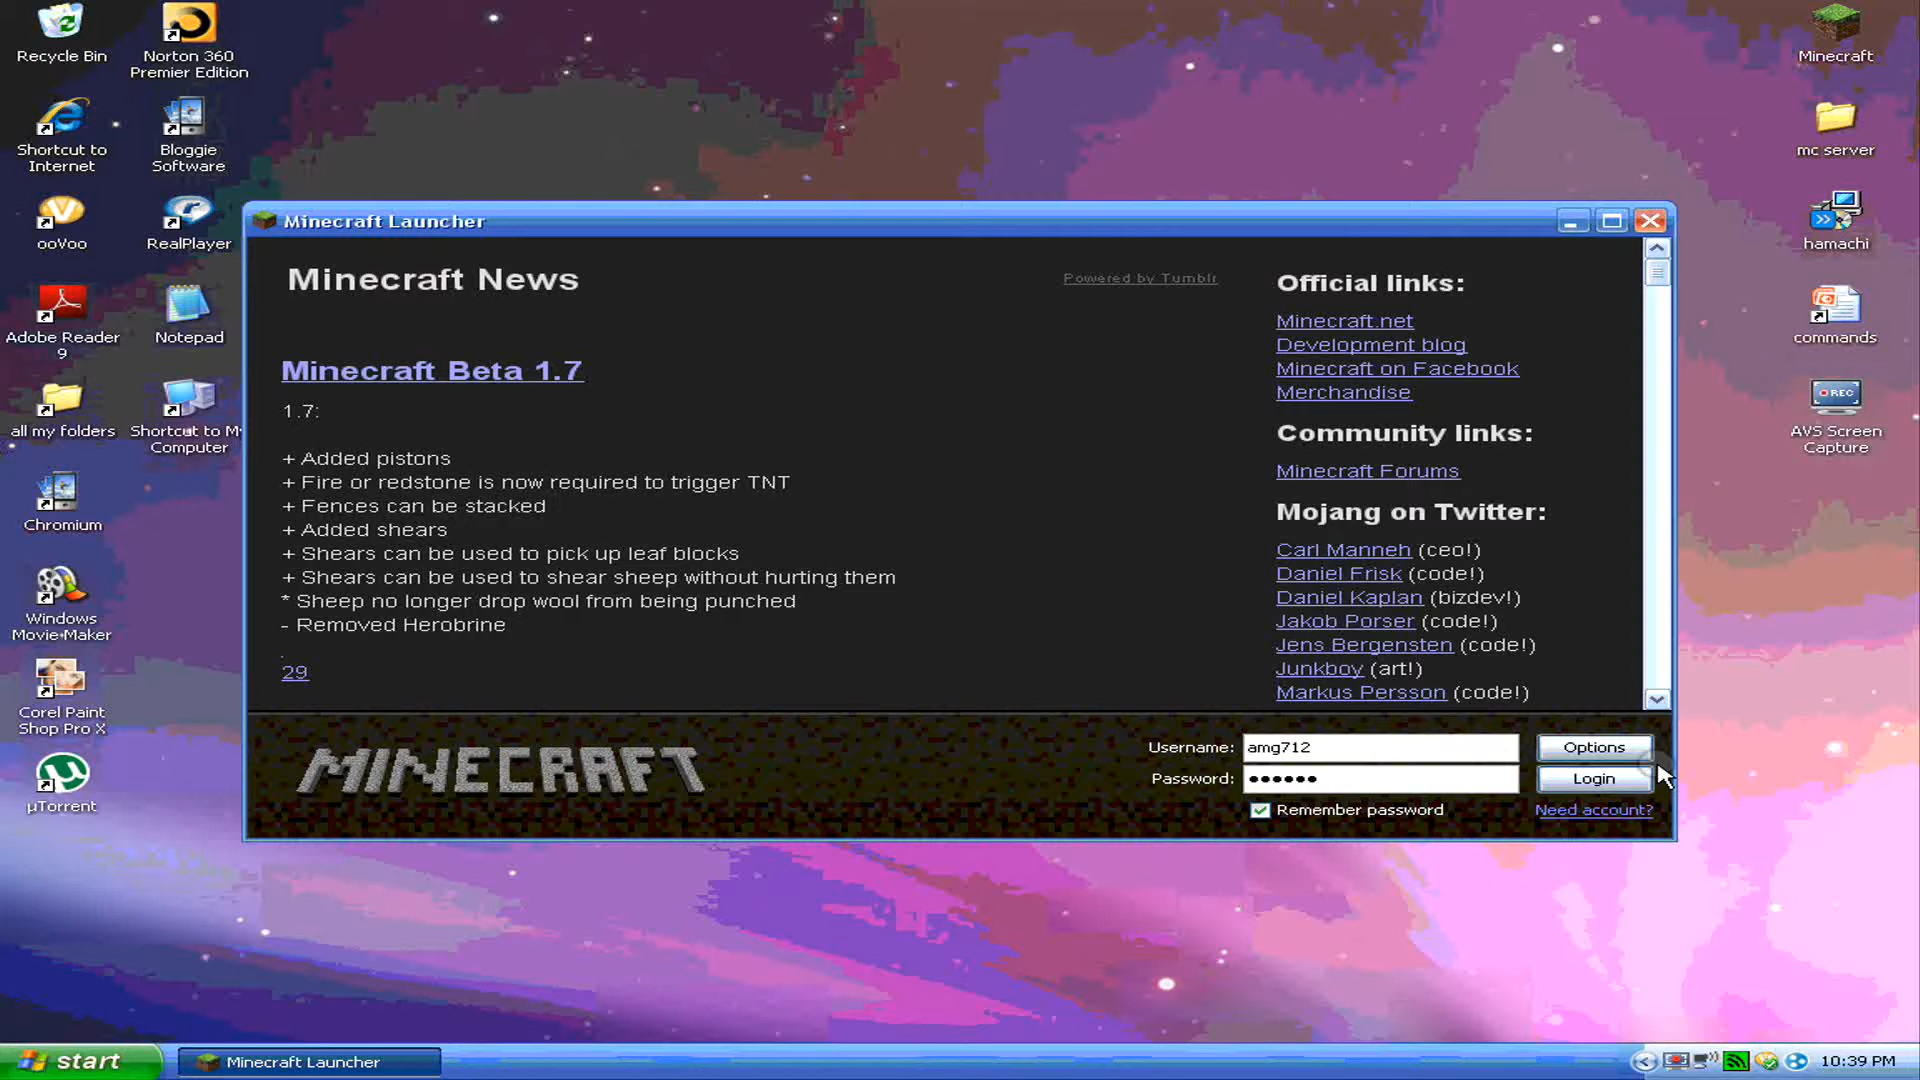 Recycle Bin
Norton 360
Premier Edition
Shortcut to
Internet
Bloggie
Software
ooVoo
RealPlayer
Adobe Reader
9
Notepad
all my folders
Shortcut to My
Computer
Chromium
Windows
Movie Maker
Corel Paint
Shop Pro X
µTorrent
Minecraft
mc server
hamachi
commands
REC
AVS Screen
Capture
Minecraft Launcher
Minecraft News
Powered by Tumblr
Minecraft Beta 1.7
1.7:
+ Added pistons
+ Fire or redstone is now required to trigger TNT
+ Fences can be stacked
+ Added shears
+ Shears can be used to pick up leaf blocks
+ Shears can be used to shear sheep without hurting them
* Sheep no longer drop wool from being punched
- Removed Herobrine
.
29
Official links:
Minecraft.net
Development blog
Minecraft on Facebook
Merchandise
Community links:
Minecraft Forums
Mojang on Twitter:
Carl Manneh (ceo!)
Daniel Frisk (code!)
Daniel Kaplan (bizdev!)
Jakob Porser (code!)
Jens Bergensten (code!)
Junkboy (art!)
Markus Persson (code!)
MINECRAFT
Username: amg712
Options
Password: ••••••
Login
Remember password
Need account?
start
Minecraft Launcher
10:39 PM